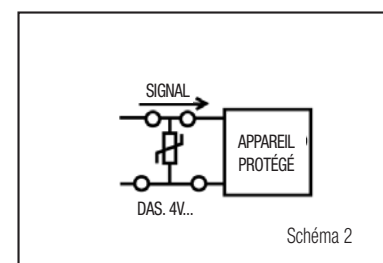 SIGNAL
APPAREIL
PROTÉGÉ
DAS. 4V...
Schéma 2